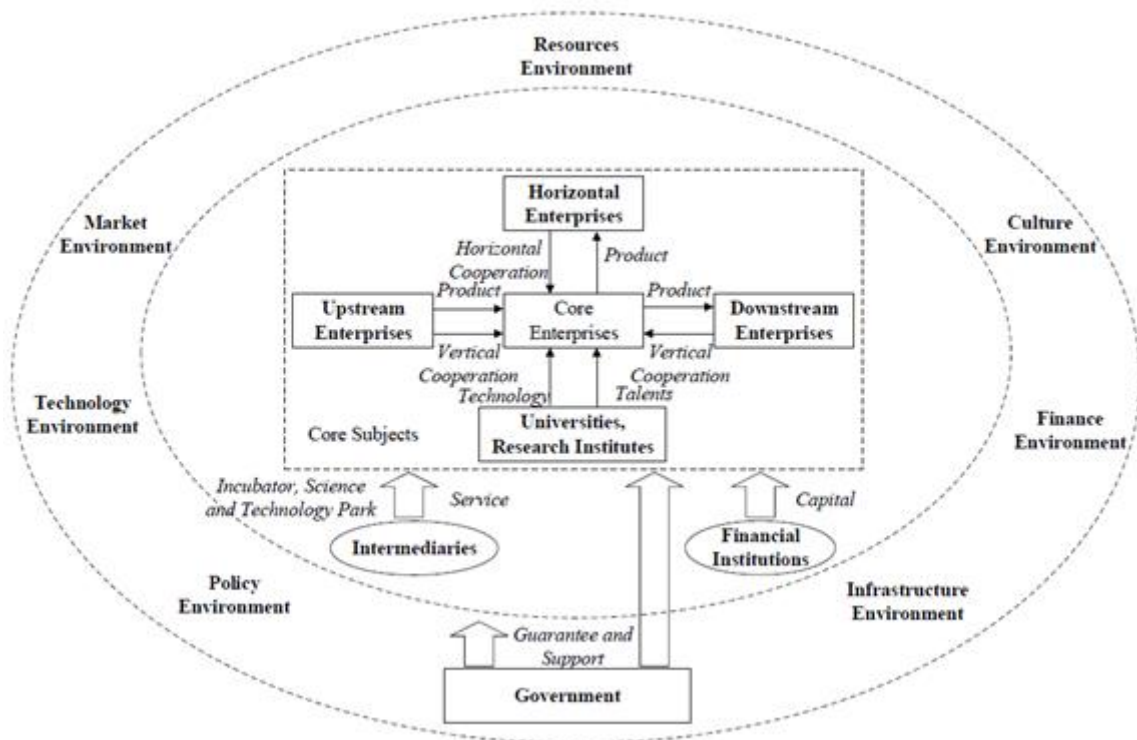 Resources
Environment
Market
Environment
Culture
Environment
Horizontal
Enterprises
Horizontal
Cooperation
Product
Product
Product
Upstream
Enterprises
Core
Enterprises
Downstream
Enterprises
Vertical
Cooperation
Vertical
Cooperation
Technology
Talents
Technology
Environment
Finance
Environment
Universities,
Research Institutes
Core Subjects
Incubator, Science
and Technology Park
Service
Capital
Intermediaries
Financial
Institutions
Policy
Environment
Infrastructure
Environment
Guarantee and
Support
Government